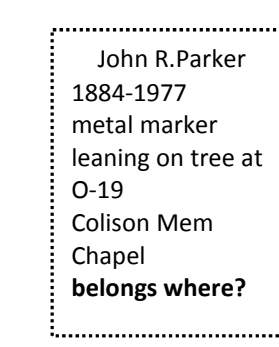 John R.Parker
1884-1977
metal marker
leaning on tree at
O-19
Colison Mem
Chapel
belongs where?